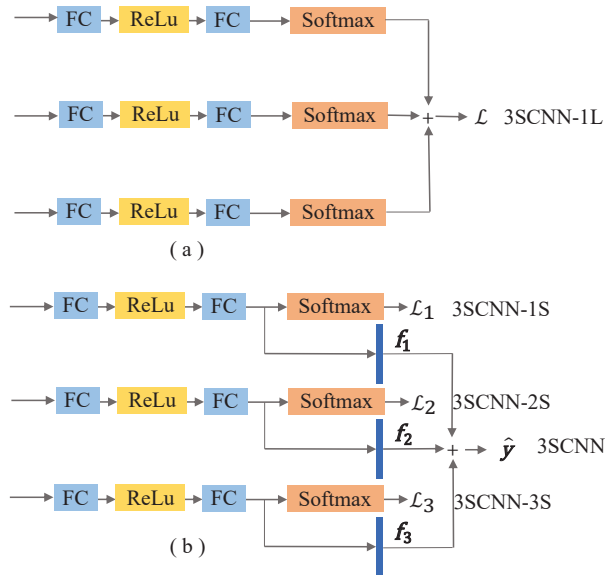 FC ReLu FC Softmax
FC ReLu FC Softmax + ℒ 3SCNN-1L
FC ReLu FC Softmax
( a )
FC ReLu FC Softmax ℒ1 3SCNN-1S
f1
FC ReLu FC Softmax ℒ2 3SCNN-2S
f2 + ŷ 3SCNN
FC ReLu FC Softmax ℒ3 3SCNN-3S
( b ) f3